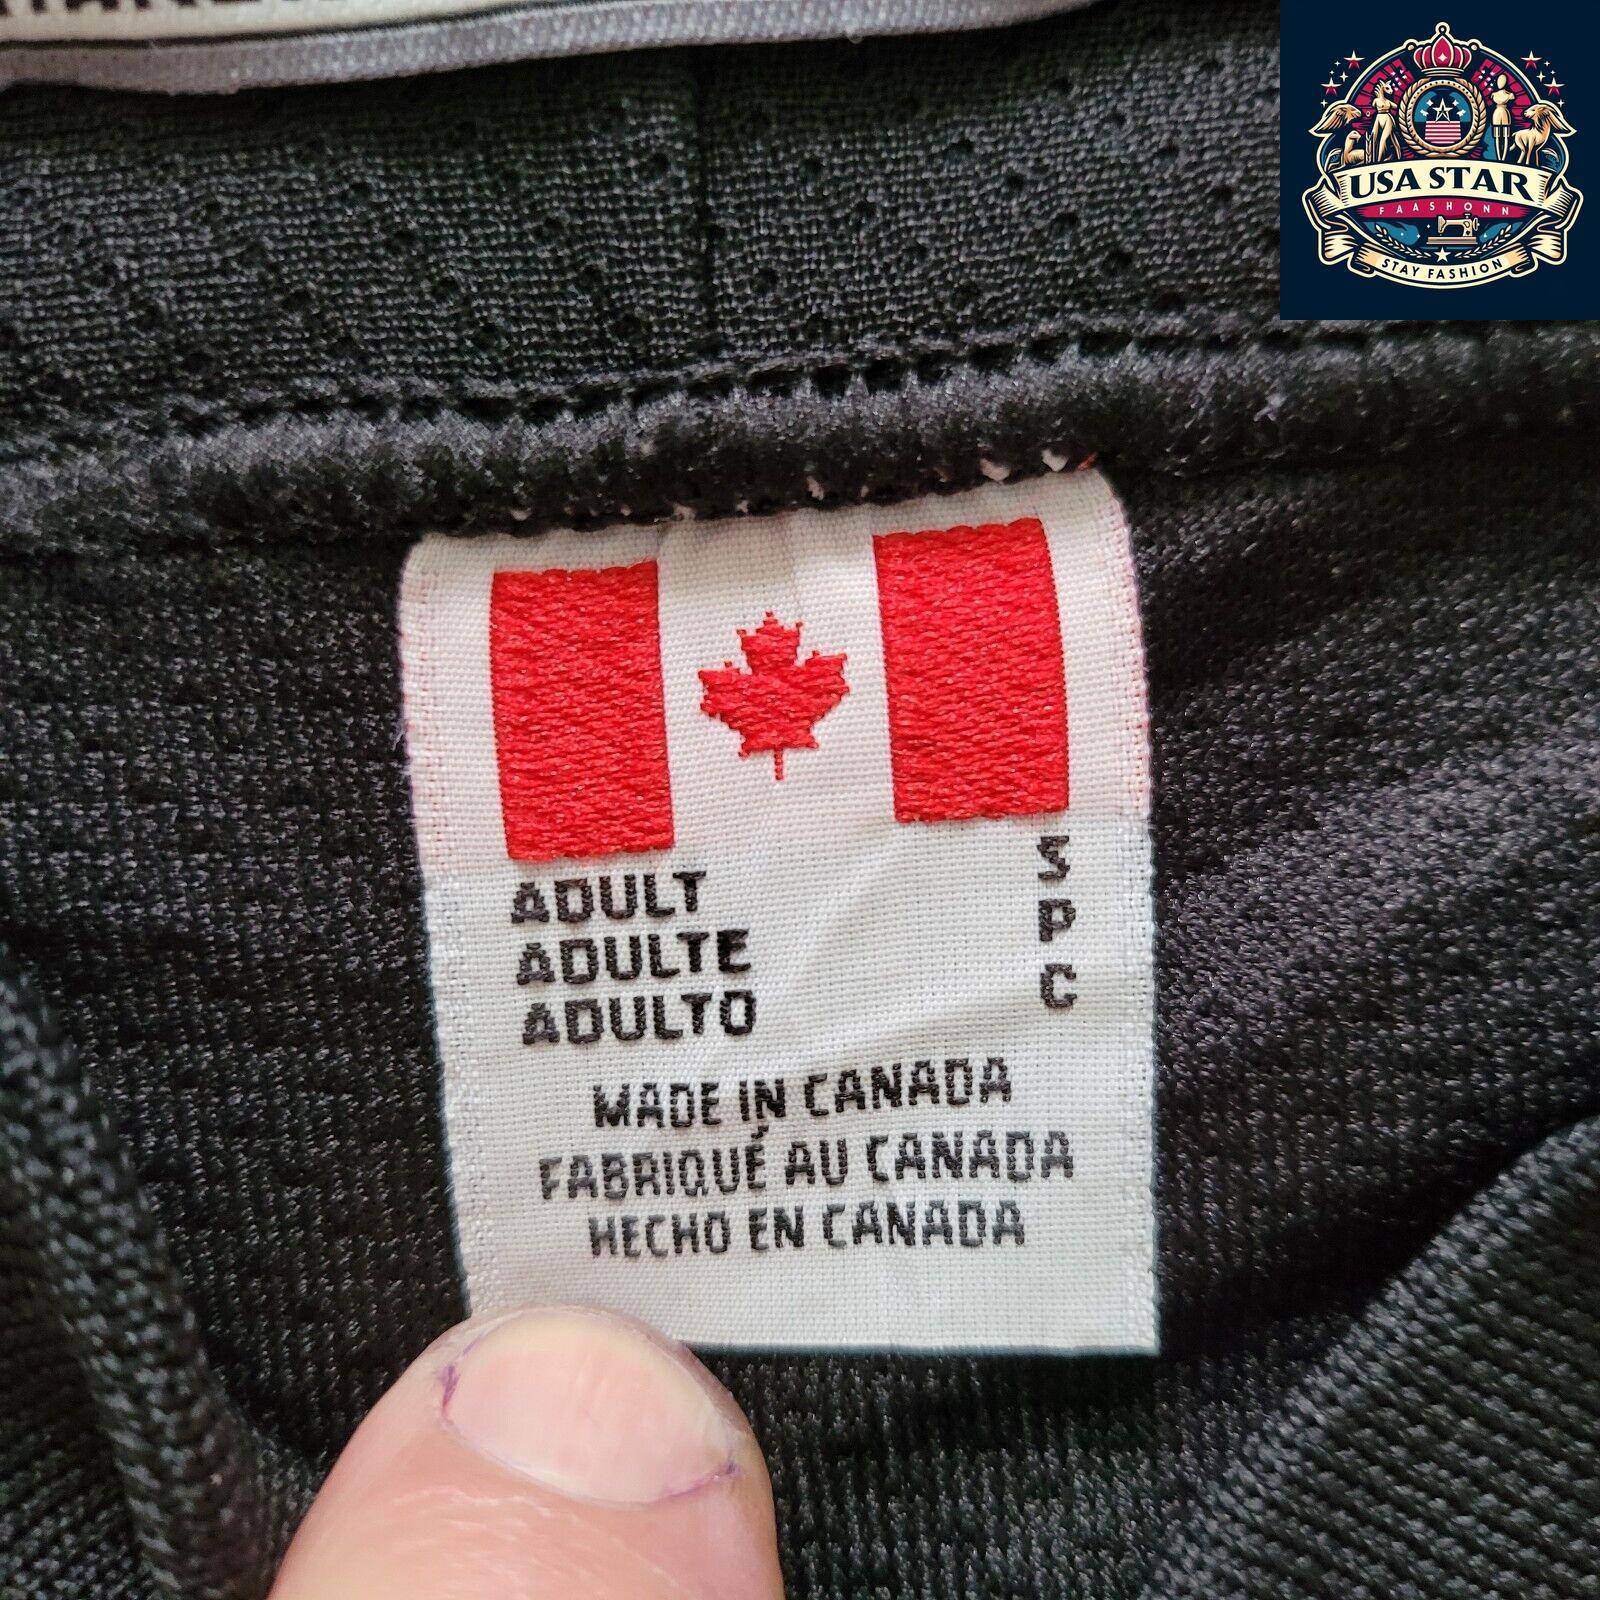 USA STAR
FAASHONN
STAY FASHION
ADULT S
ADULTE P
ADULTO C
MADE IN CANADA
FABRIQUÉ AU CANADA
HECHO EN CANADA